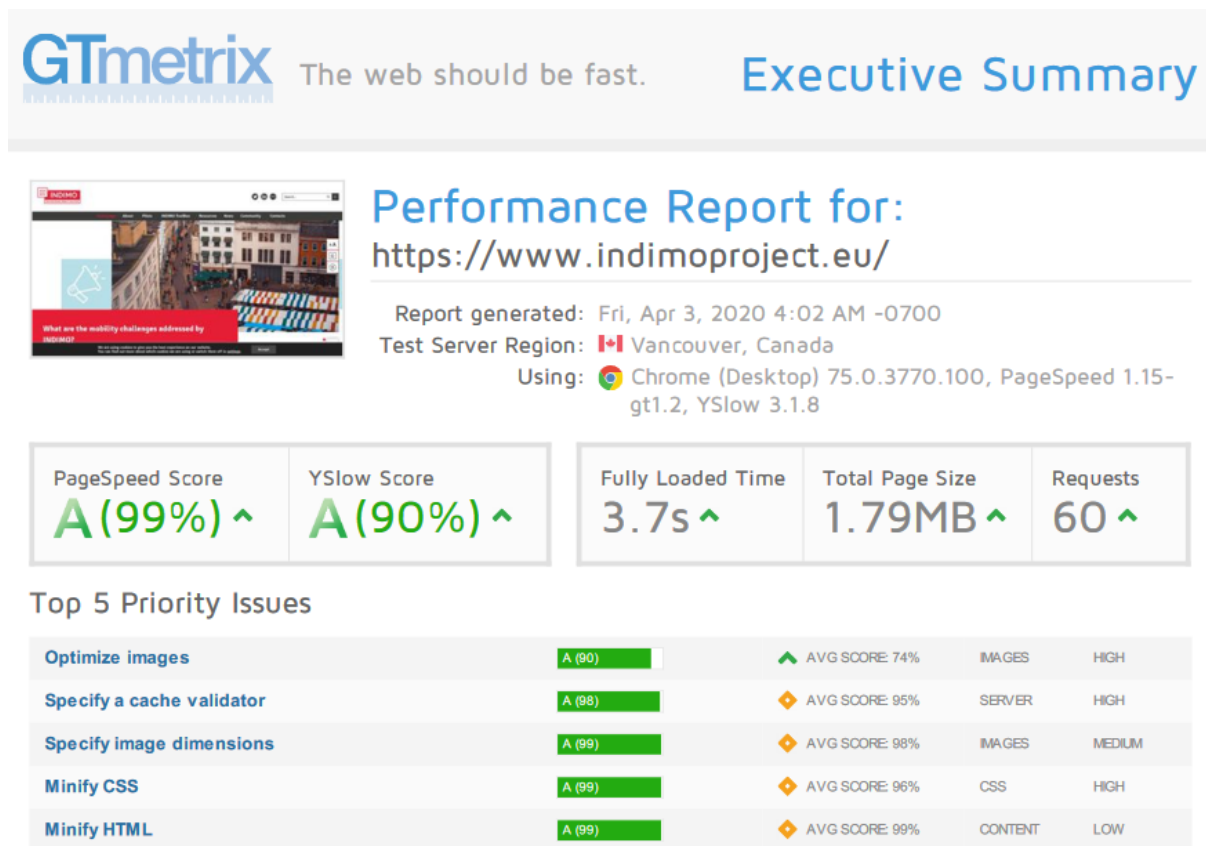 GTmetrix The web should be fast. Executive Summary
INDIMO
What are the mobility challenges addressed by
INDIMO?
Performance Report for:
https://www.indimoproject.eu/
Report generated: Fri, Apr 3, 2020 4:02 AM -0700
Test Server Region: Vancouver, Canada
Using: Chrome (Desktop) 75.0.3770.100, PageSpeed 1.15-
gt1.2, YSlow 3.1.8
PageSpeed Score YSlow Score Fully Loaded Time Total Page Size Requests
A (99%) A (90%) 3.7s 1.79MB 60
Top 5 Priority Issues
Optimize images A (90) AVG SCORE: 74% IMAGES HIGH
Specify a cache validator A (98) AVG SCORE: 95% SERVER HIGH
Specify image dimensions A (99) AVG SCORE: 98% IMAGES MEDIUM
Minify CSS A (99) AVG SCORE: 96% CSS HIGH
Minify HTML A (99) AVG SCORE: 99% CONTENT LOW